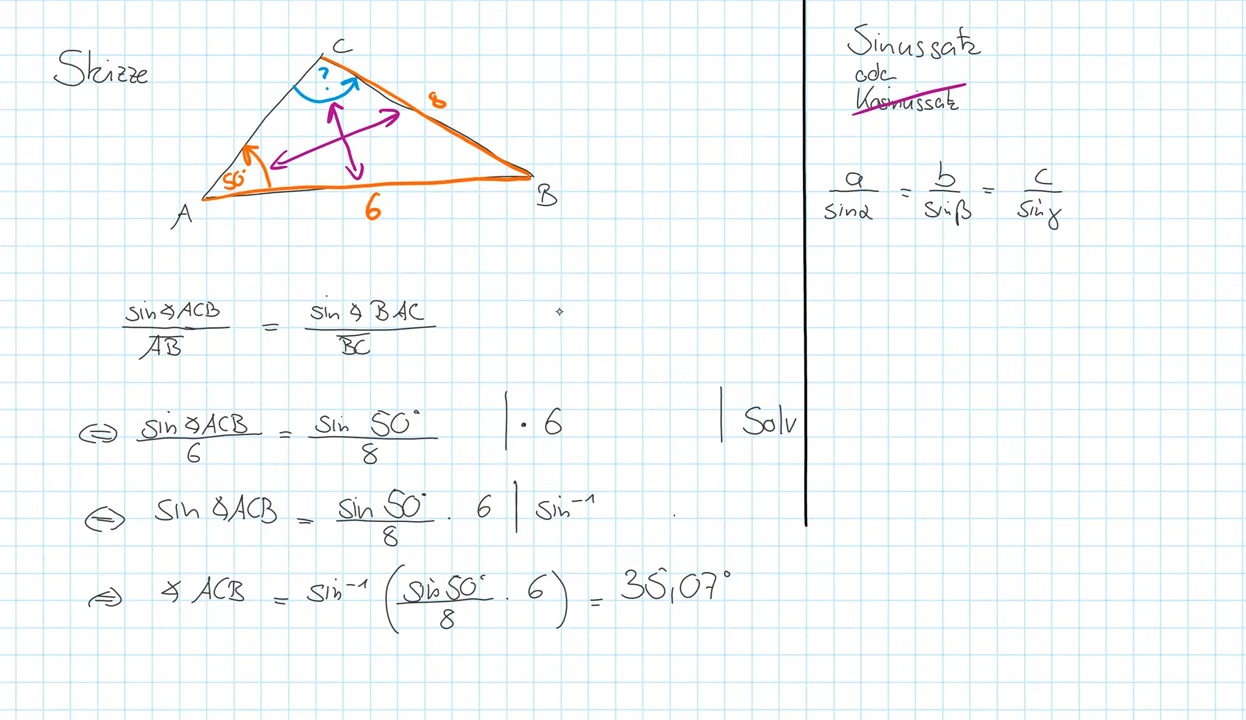 Skizze
C
?
8
50°
A
6
B
sin∢ACB / AB̅ = sin∢BAC / BC̅
⇔ sin∢ACB / 6 = sin 50° / 8 | · 6 | Solv
⇔ sin∢ACB = sin 50° / 8 · 6 | sin⁻¹
⇔ ∢ACB = sin⁻¹ (sin 50° / 8 · 6) = 35,07°
Sinussatz
oder
Kosinussatz
a / sinα = b / sinβ = c / sinγ